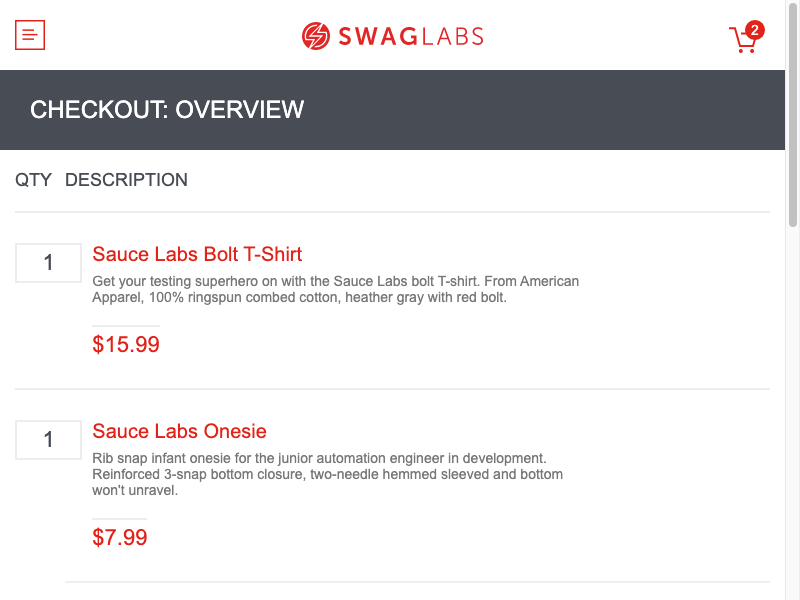 SWAGLABS
2
CHECKOUT: OVERVIEW
QTY DESCRIPTION
1
Sauce Labs Bolt T-Shirt
Get your testing superhero on with the Sauce Labs bolt T-shirt. From American
Apparel, 100% ringspun combed cotton, heather gray with red bolt.
$15.99
1
Sauce Labs Onesie
Rib snap infant onesie for the junior automation engineer in development.
Reinforced 3-snap bottom closure, two-needle hemmed sleeved and bottom
won't unravel.
$7.99